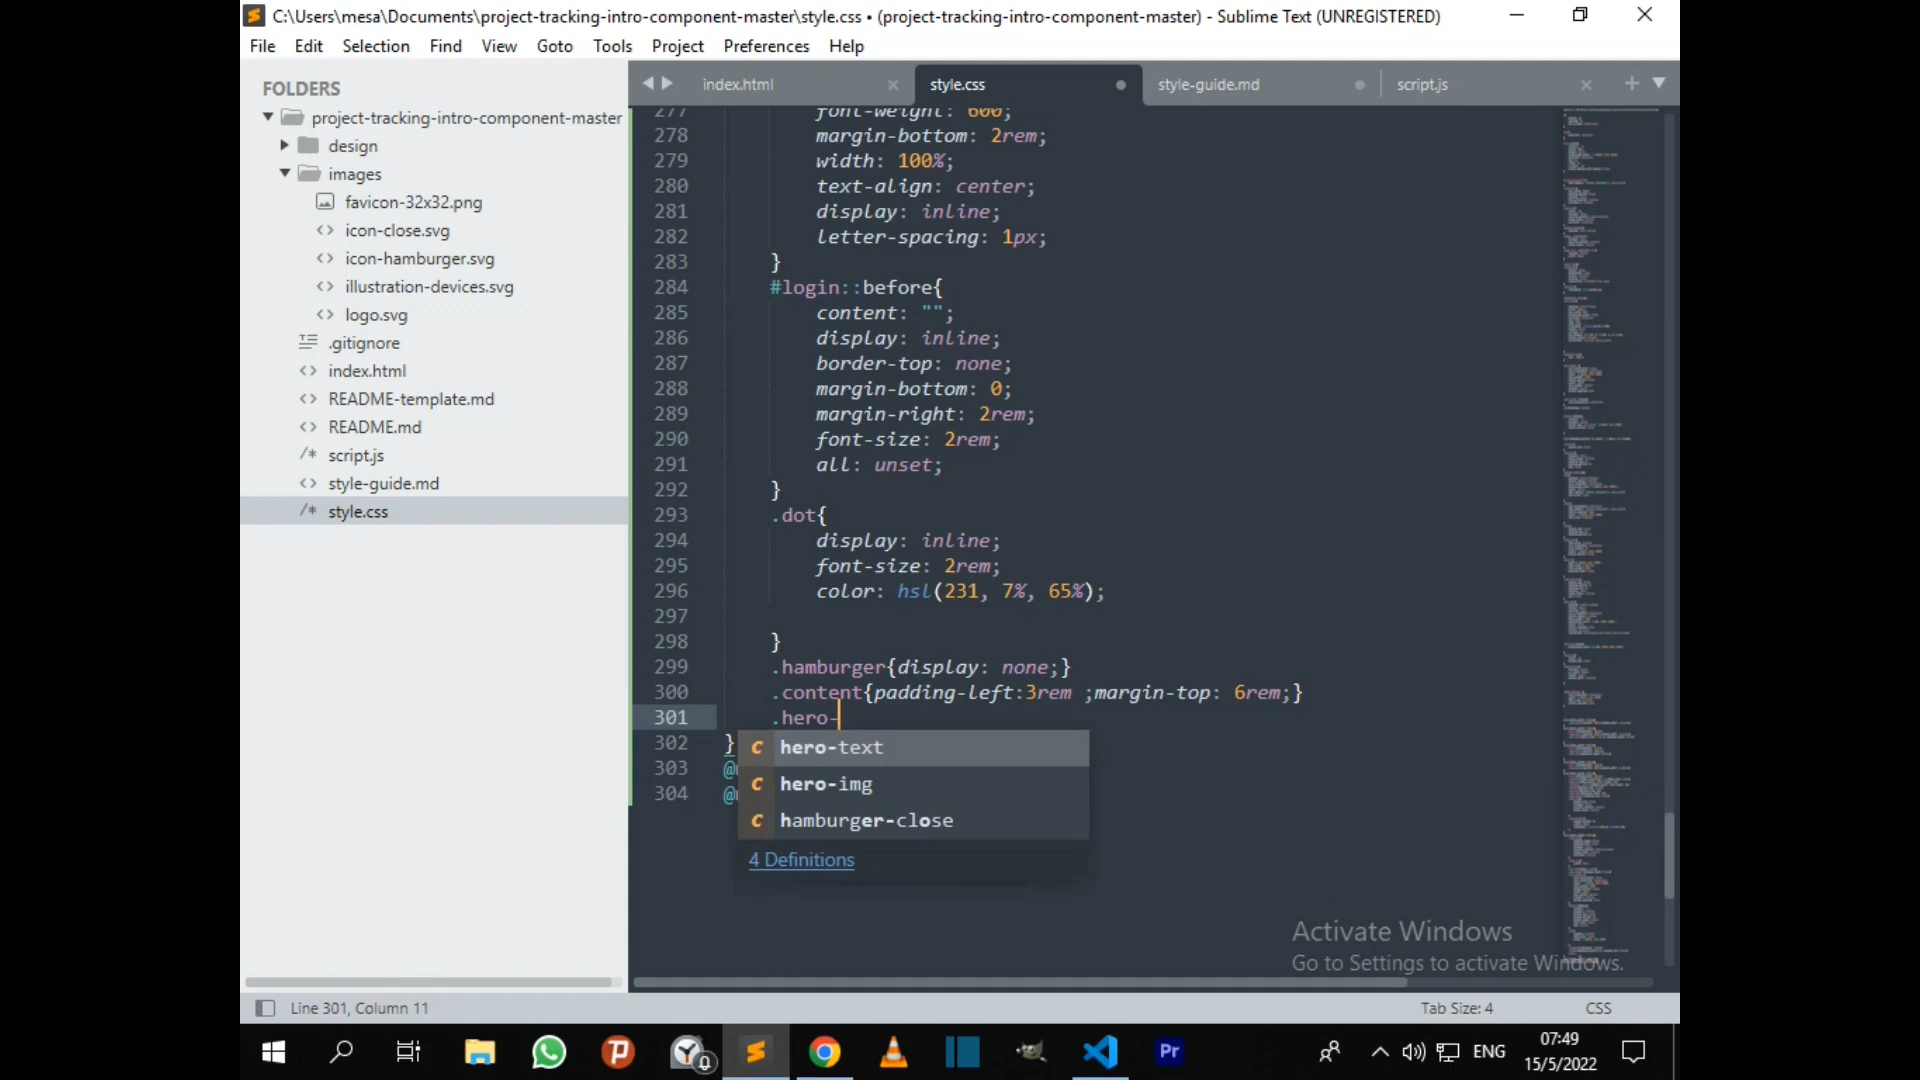 C:\Users\mesa\Documents\project-tracking-intro-component-master\style.css • (project-tracking-intro-component-master) - Sublime Text (UNREGISTERED)
File Edit Selection Find View Goto Tools Project Preferences Help
FOLDERS
project-tracking-intro-component-master
design
images
favicon-32x32.png
icon-close.svg
icon-hamburger.svg
illustration-devices.svg
logo.svg
.gitignore
index.html
README-template.md
README.md
script.js
style-guide.md
style.css
index.html style.css style-guide.md script.js
277 font-weight: 600;
278 margin-bottom: 2rem;
279 width: 100%;
280 text-align: center;
281 display: inline;
282 letter-spacing: 1px;
283 }
284 #login::before{
285 content: "";
286 display: inline;
287 border-top: none;
288 margin-bottom: 0;
289 margin-right: 2rem;
290 font-size: 2rem;
291 all: unset;
292 }
293 .dot{
294 display: inline;
295 font-size: 2rem;
296 color: hsl(231, 7%, 65%);
297
298 }
299 .hamburger{display: none;}
300 .content{padding-left:3rem ;margin-top: 6rem;}
301 .hero-
302 }
303 @
304 @
c hero-text
c hero-img
c hamburger-close
4 Definitions
Activate Windows
Go to Settings to activate Windows.
Line 301, Column 11 Tab Size: 4 CSS
Pr ENG 07:49
15/5/2022